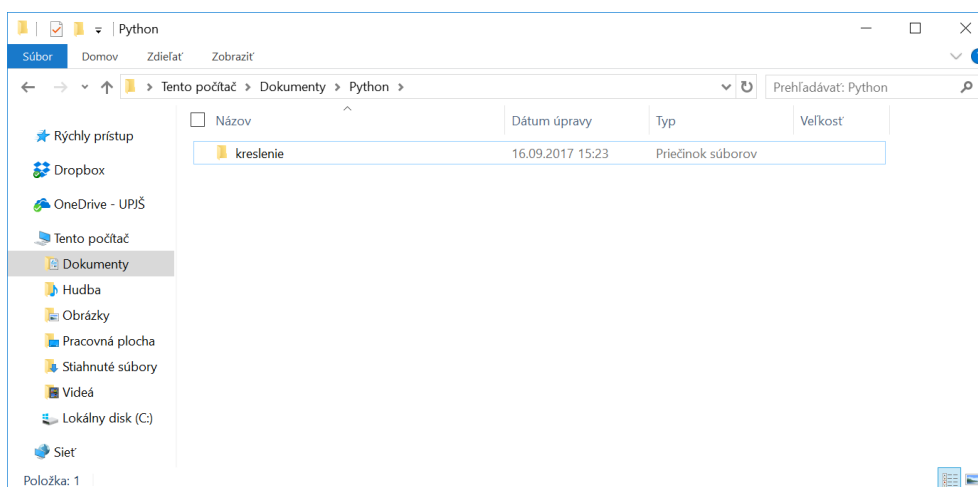 Python
Súbor Domov Zdieľať Zobraziť
Tento počítač > Dokumenty > Python >
Prehľadávať: Python
Názov Dátum úpravy Typ Veľkosť
kreslenie 16.09.2017 15:23 Priečinok súborov
Rýchly prístup
Dropbox
OneDrive - UPJŠ
Tento počítač
Dokumenty
Hudba
Obrázky
Pracovná plocha
Stiahnuté súbory
Videá
Lokálny disk (C:)
Sieť
Položka: 1